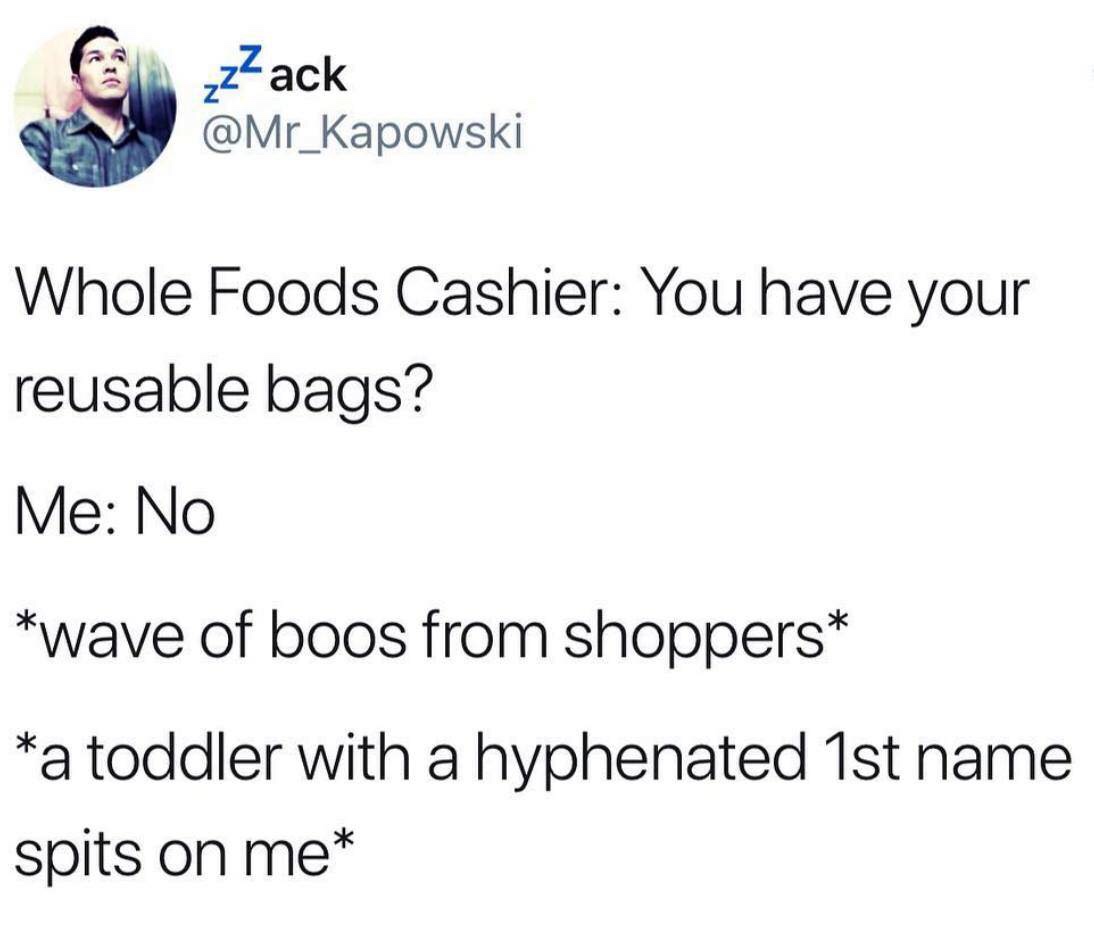 💤ack
@Mr_Kapowski
Whole Foods Cashier: You have your
reusable bags?
Me: No
*wave of boos from shoppers*
*a toddler with a hyphenated 1st name
spits on me*